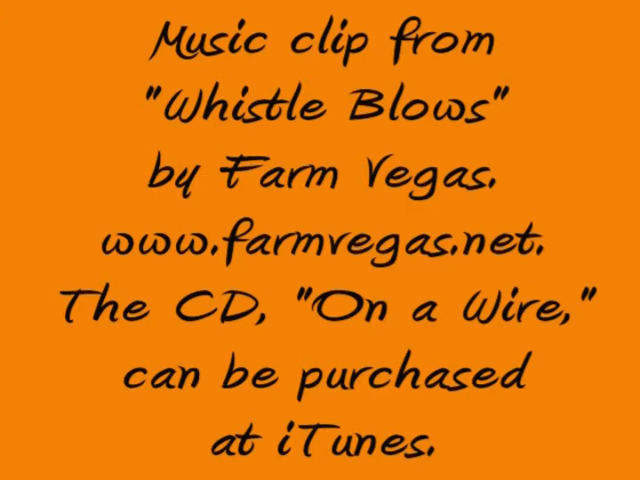 Music clip from
"Whistle Blows"
by Farm Vegas.
www.farmvegas.net.
The CD, "On a Wire,"
can be purchased
at iTunes.